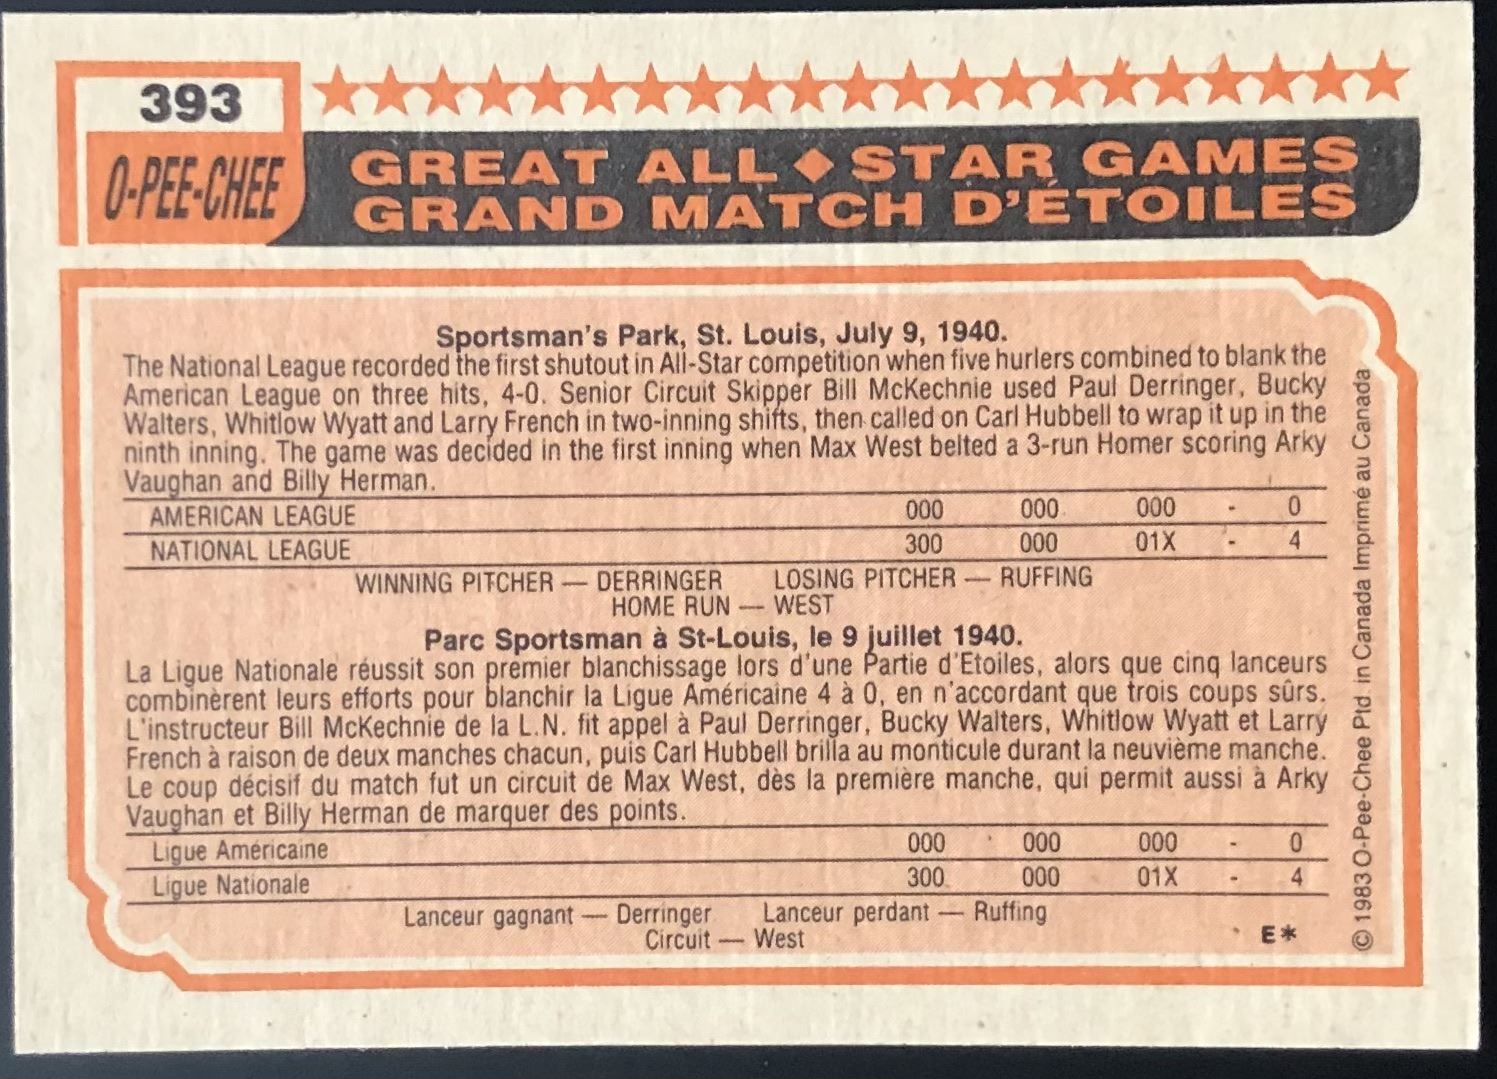 393
O-PEE-CHEE
GREAT ALL◆STAR GAMES
GRAND MATCH D'ÉTOILES
Sportsman's Park, St. Louis, July 9, 1940.
The National League recorded the first shutout in All-Star competition when five hurlers combined to blank the
American League on three hits, 4-0. Senior Circuit Skipper Bill McKechnie used Paul Derringer, Bucky
Walters, Whitlow Wyatt and Larry French in two-inning shifts, then called on Carl Hubbell to wrap it up in the
ninth inning. The game was decided in the first inning when Max West belted a 3-run Homer scoring Arky
Vaughan and Billy Herman.
AMERICAN LEAGUE 000 000 000 - 0
NATIONAL LEAGUE 300 000 01X - 4
WINNING PITCHER — DERRINGER LOSING PITCHER — RUFFING
HOME RUN — WEST
Parc Sportsman à St-Louis, le 9 juillet 1940.
La Ligue Nationale réussit son premier blanchissage lors d'une Partie d'Etoiles, alors que cinq lanceurs
combinèrent leurs efforts pour blanchir la Ligue Américaine 4 à 0, en n'accordant que trois coups sûrs.
L'instructeur Bill McKechnie de la L.N. fit appel à Paul Derringer, Bucky Walters, Whitlow Wyatt et Larry
French à raison de deux manches chacun, puis Carl Hubbell brilla au monticule durant la neuvième manche.
Le coup décisif du match fut un circuit de Max West, dès la première manche, qui permit aussi à Arky
Vaughan et Billy Herman de marquer des points.
Ligue Américaine 000 000 000 - 0
Ligue Nationale 300 000 01X - 4
Lanceur gagnant — Derringer Lanceur perdant — Ruffing
Circuit — West
E*
© 1983 O-Pee-Chee Ptd in Canada Imprimé au Canada